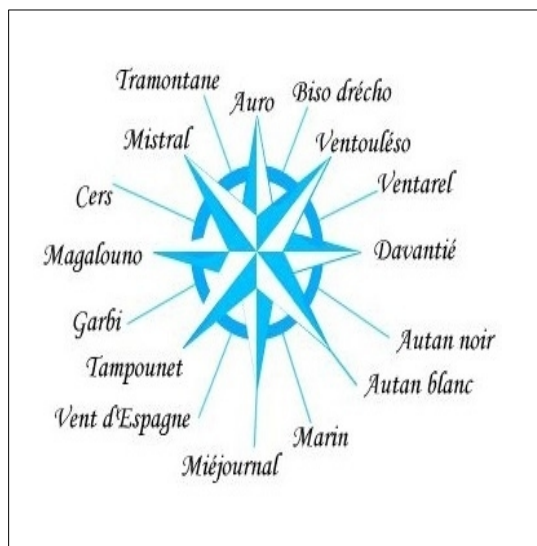 Tramontane
Auro
Biso drécho
Mistral
Ventouléso
Cers
Ventarel
Magalouno
Davantié
Garbi
Autan noir
Tampounet
Autan blanc
Vent d'Espagne
Marin
Miéjournal